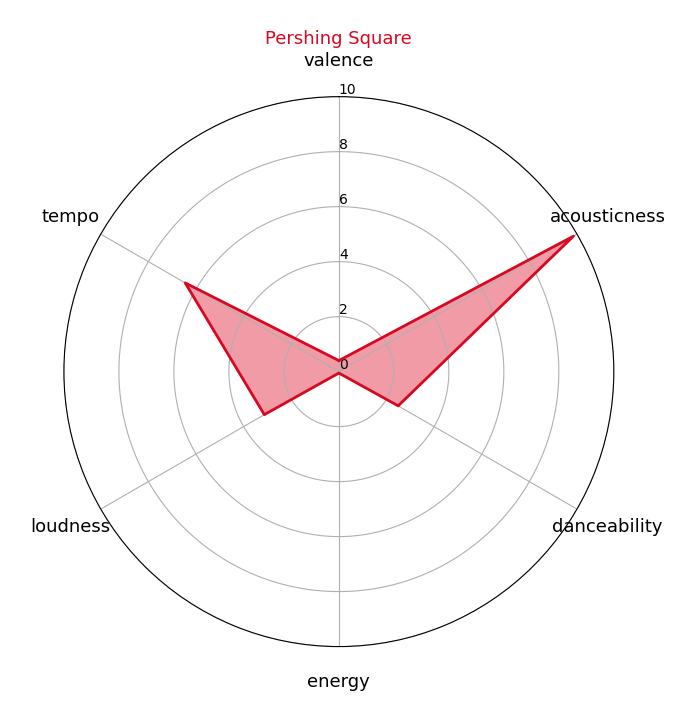 Pershing Square
valence
10
8
6
4
2
0
tempo
acousticness
loudness
danceability
energy